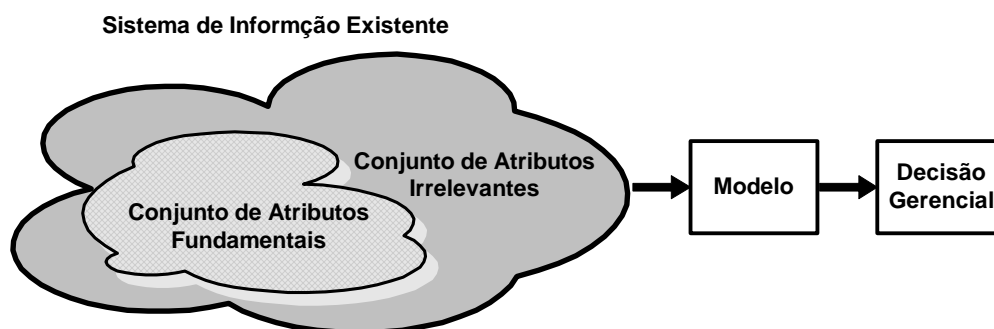 Sistema de Informção Existente
Conjunto de Atributos
Irrelevantes
Conjunto de Atributos
Fundamentais
Modelo
Decisão
Gerencial